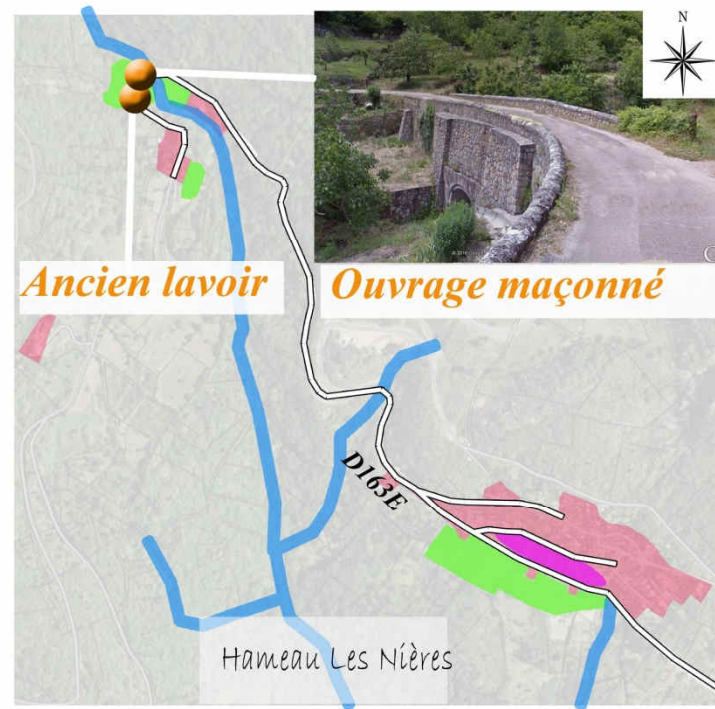 N
Ancien lavoir
Ouvrage maçonné
D163E
Hameau Les Nières